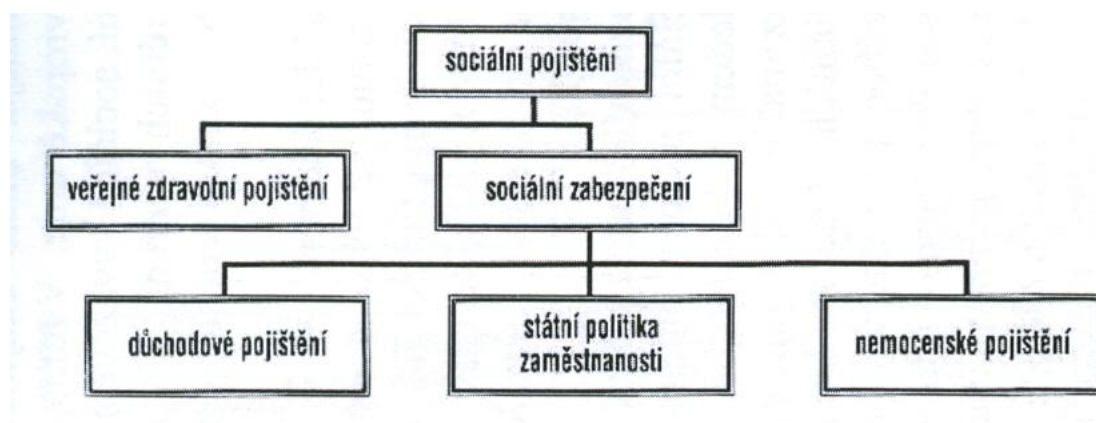 sociální pojištění
veřejné zdravotní pojištění
sociální zabezpečení
důchodové pojištění
státní politika
zaměstnanosti
nemocenské pojištění